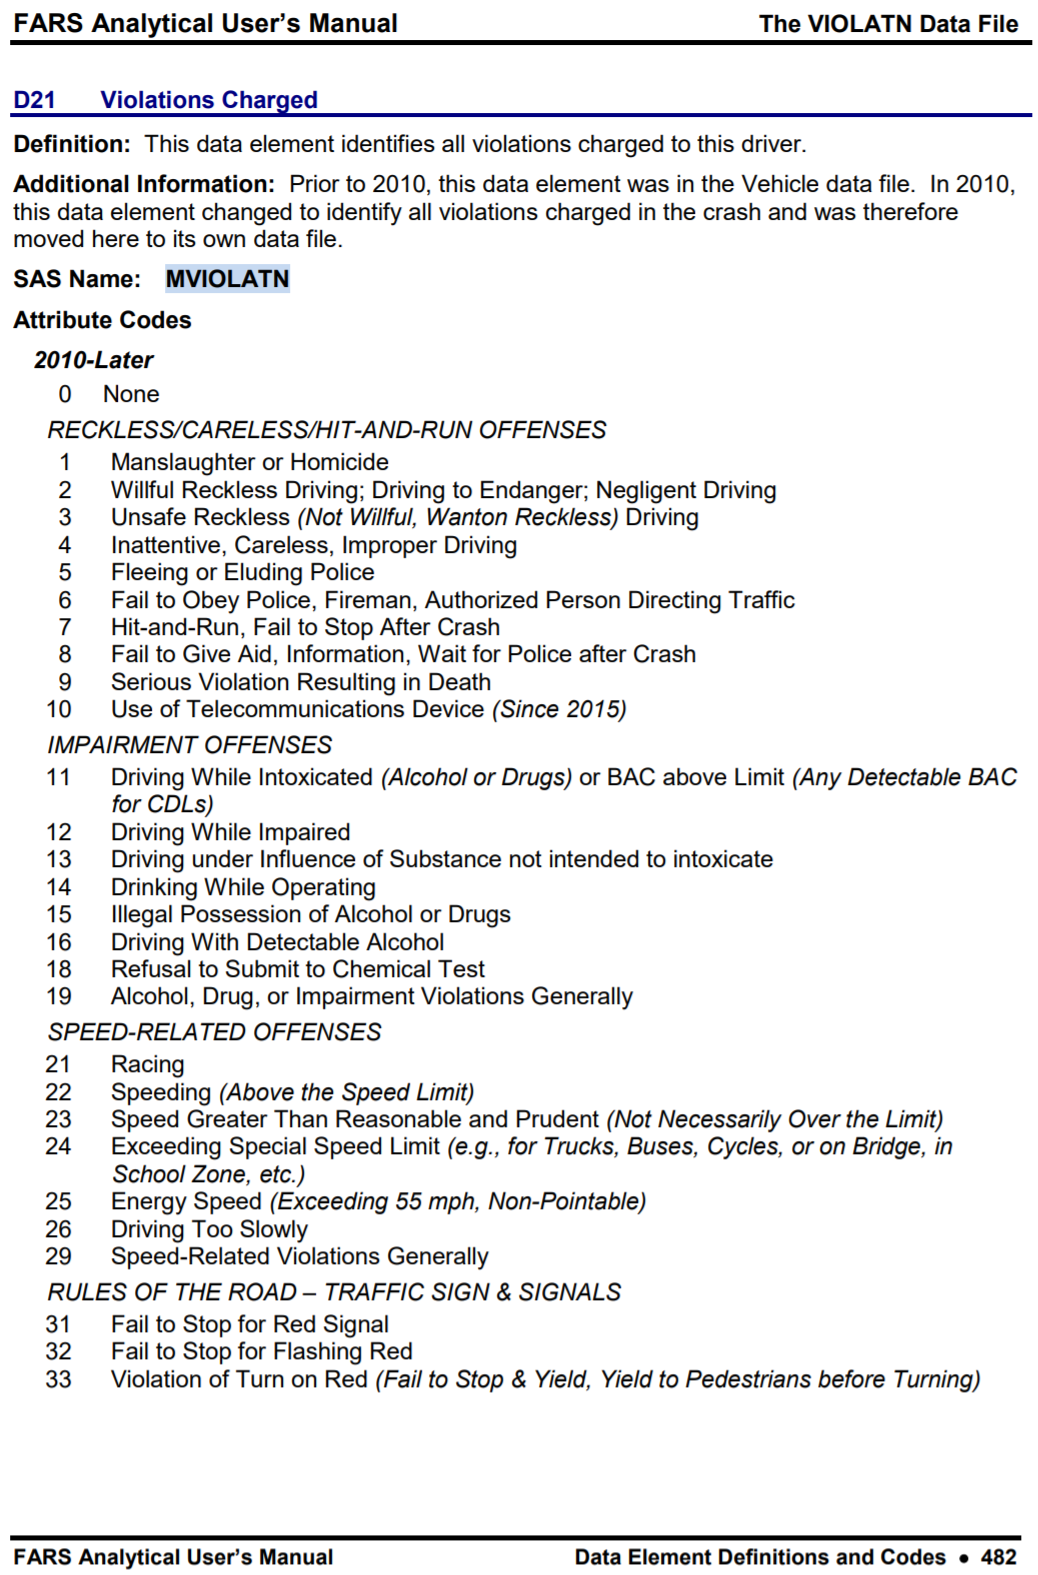 FARS Analytical User’s Manual The VIOLATN Data File
D21 Violations Charged
Definition: This data element identifies all violations charged to this driver.
Additional Information: Prior to 2010, this data element was in the Vehicle data file. In 2010,
this data element changed to identify all violations charged in the crash and was therefore
moved here to its own data file.
SAS Name: MVIOLATN
Attribute Codes
2010-Later
0 None
RECKLESS/CARELESS/HIT-AND-RUN OFFENSES
1 Manslaughter or Homicide
2 Willful Reckless Driving; Driving to Endanger; Negligent Driving
3 Unsafe Reckless (Not Willful, Wanton Reckless) Driving
4 Inattentive, Careless, Improper Driving
5 Fleeing or Eluding Police
6 Fail to Obey Police, Fireman, Authorized Person Directing Traffic
7 Hit-and-Run, Fail to Stop After Crash
8 Fail to Give Aid, Information, Wait for Police after Crash
9 Serious Violation Resulting in Death
10 Use of Telecommunications Device (Since 2015)
IMPAIRMENT OFFENSES
11 Driving While Intoxicated (Alcohol or Drugs) or BAC above Limit (Any Detectable BAC
for CDLs)
12 Driving While Impaired
13 Driving under Influence of Substance not intended to intoxicate
14 Drinking While Operating
15 Illegal Possession of Alcohol or Drugs
16 Driving With Detectable Alcohol
18 Refusal to Submit to Chemical Test
19 Alcohol, Drug, or Impairment Violations Generally
SPEED-RELATED OFFENSES
21 Racing
22 Speeding (Above the Speed Limit)
23 Speed Greater Than Reasonable and Prudent (Not Necessarily Over the Limit)
24 Exceeding Special Speed Limit (e.g., for Trucks, Buses, Cycles, or on Bridge, in
School Zone, etc.)
25 Energy Speed (Exceeding 55 mph, Non-Pointable)
26 Driving Too Slowly
29 Speed-Related Violations Generally
RULES OF THE ROAD – TRAFFIC SIGN & SIGNALS
31 Fail to Stop for Red Signal
32 Fail to Stop for Flashing Red
33 Violation of Turn on Red (Fail to Stop & Yield, Yield to Pedestrians before Turning)
FARS Analytical User’s Manual Data Element Definitions and Codes ● 482